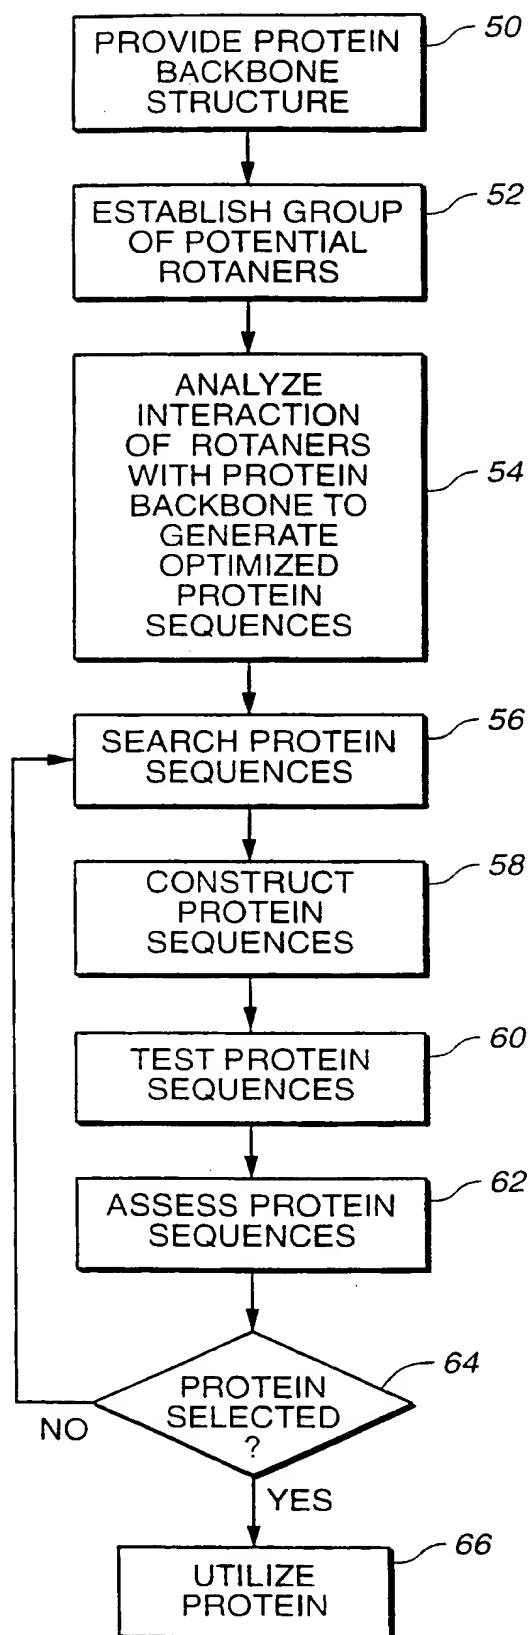 PROVIDE PROTEIN
BACKBONE
STRUCTURE
50
ESTABLISH GROUP
OF POTENTIAL
ROTANERS
52
ANALYZE
INTERACTION
OF ROTANERS
WITH PROTEIN
BACKBONE TO
GENERATE
OPTIMIZED
PROTEIN
SEQUENCES
54
SEARCH PROTEIN
SEQUENCES
56
CONSTRUCT
PROTEIN
SEQUENCES
58
TEST PROTEIN
SEQUENCES
60
ASSESS PROTEIN
SEQUENCES
62
PROTEIN
SELECTED
?
64
NO
YES
UTILIZE
PROTEIN
66